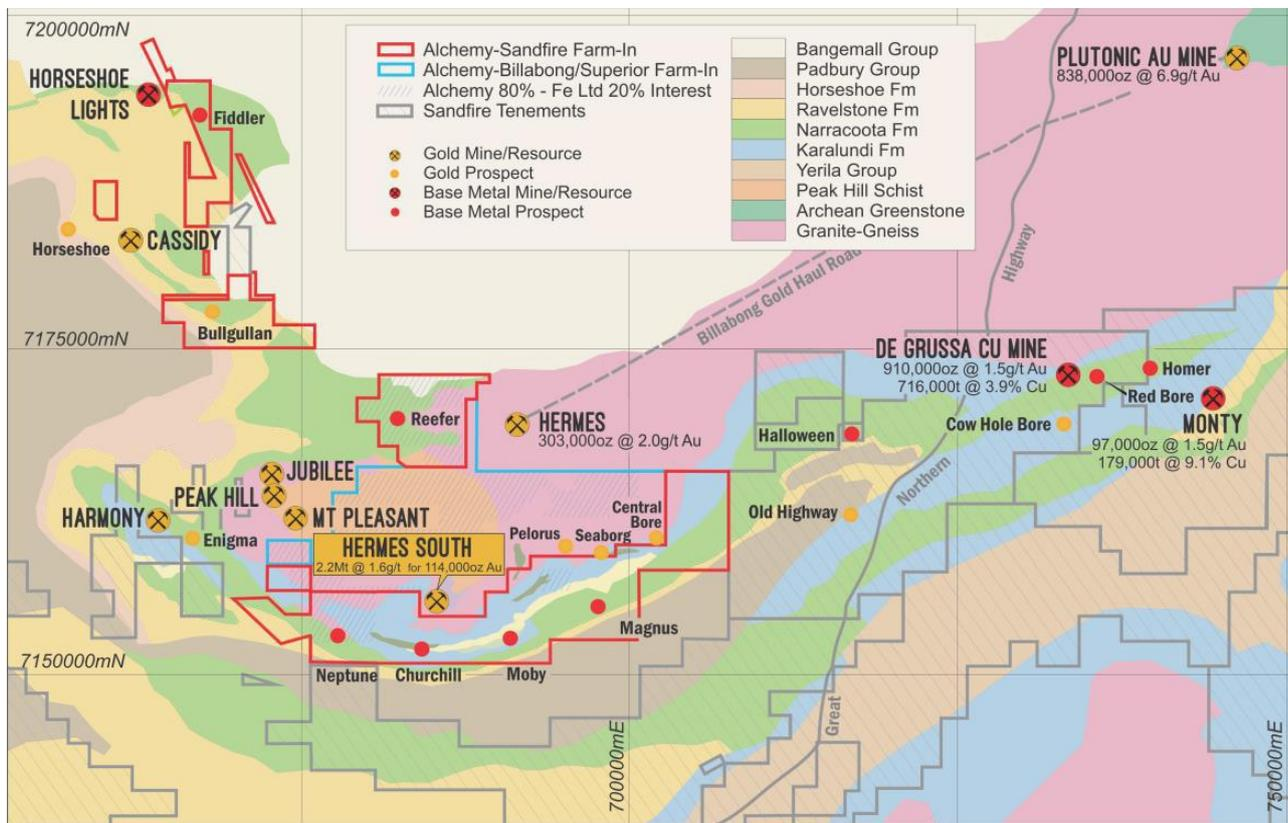 7200000mN
HORSESHOE
LIGHTS
Fiddler
Horseshoe
CASSIDY
Bullgullan
7175000mN
Alchemy-Sandfire Farm-In
Alchemy-Billabong/Superior Farm-In
Alchemy 80% - Fe Ltd 20% Interest
Sandfire Tenements
Gold Mine/Resource
Gold Prospect
Base Metal Mine/Resource
Base Metal Prospect
Bangemall Group
Padbury Group
Horseshoe Fm
Ravelstone Fm
Narracoota Fm
Karalundi Fm
Yerila Group
Peak Hill Schist
Archean Greenstone
Granite-Gneiss
PLUTONIC AU MINE
838,000oz @ 6.9g/t Au
Billabong Gold Haul Road
Highway
Northern
Great
DE GRUSSA CU MINE
910,000oz @ 1.5g/t Au
716,000t @ 3.9% Cu
Homer
Red Bore
Cow Hole Bore
MONTY
97,000oz @ 1.5g/t Au
179,000t @ 9.1% Cu
Reefer
HERMES
303,000oz @ 2.0g/t Au
Halloween
Old Highway
JUBILEE
PEAK HILL
HARMONY
MT PLEASANT
Enigma
HERMES SOUTH
2.2Mt @ 1.6g/t for 114,000oz Au
Pelorus
Seaborg
Central
Bore
Magnus
Neptune
Churchill
Moby
7150000mN
700000mE
750000mE